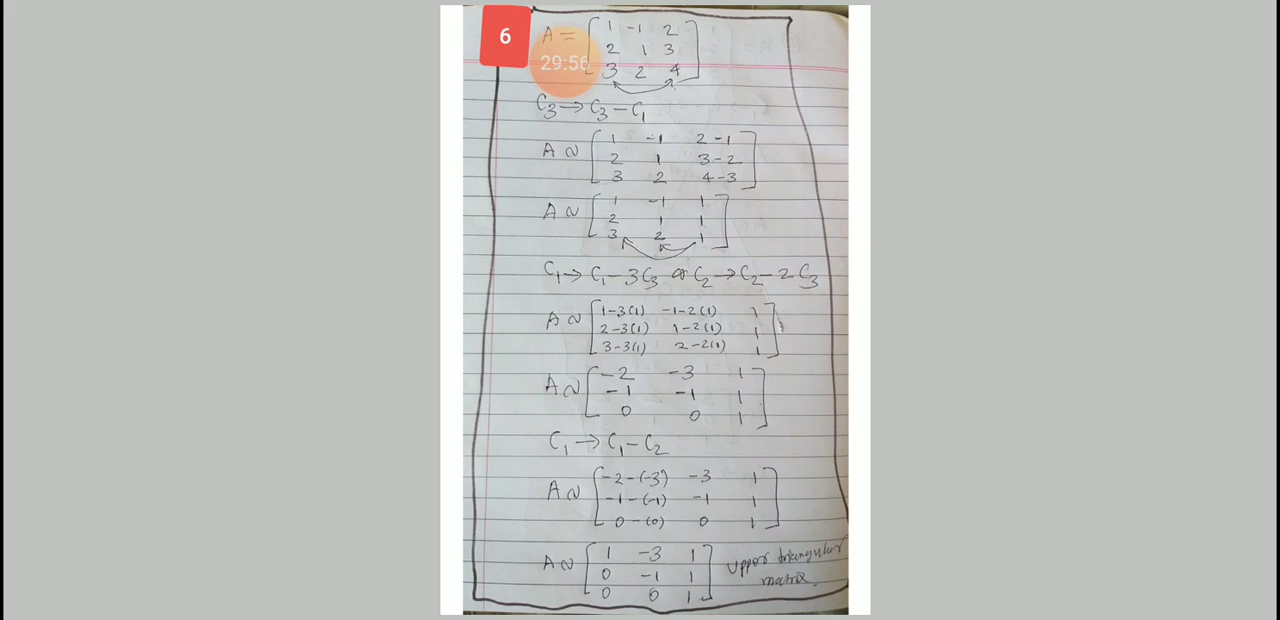 6
29:56
A = [ 1 -1 2
2 1 3
3 2 4 ]
C3 → C3 - C1
A ~ [ 1 -1 2-1
2 1 3-2
3 2 4-3 ]
A ~ [ 1 -1 1
2 1 1
3 2 1 ]
C1 → C1 - 3C3 or C2 → C2 - 2C3
A ~ [ 1-3(1) -1-2(1) 1
2-3(1) 1-2(1) 1
3-3(1) 2-2(1) 1 ]
A ~ [ -2 -3 1
-1 -1 1
0 0 1 ]
C1 → C1 - C2
A ~ [ -2-(-3) -3 1
-1-(-1) -1 1
0-(0) 0 1 ]
A ~ [ 1 -3 1
0 -1 1
0 0 1 ]
Upper triangular
matrix.